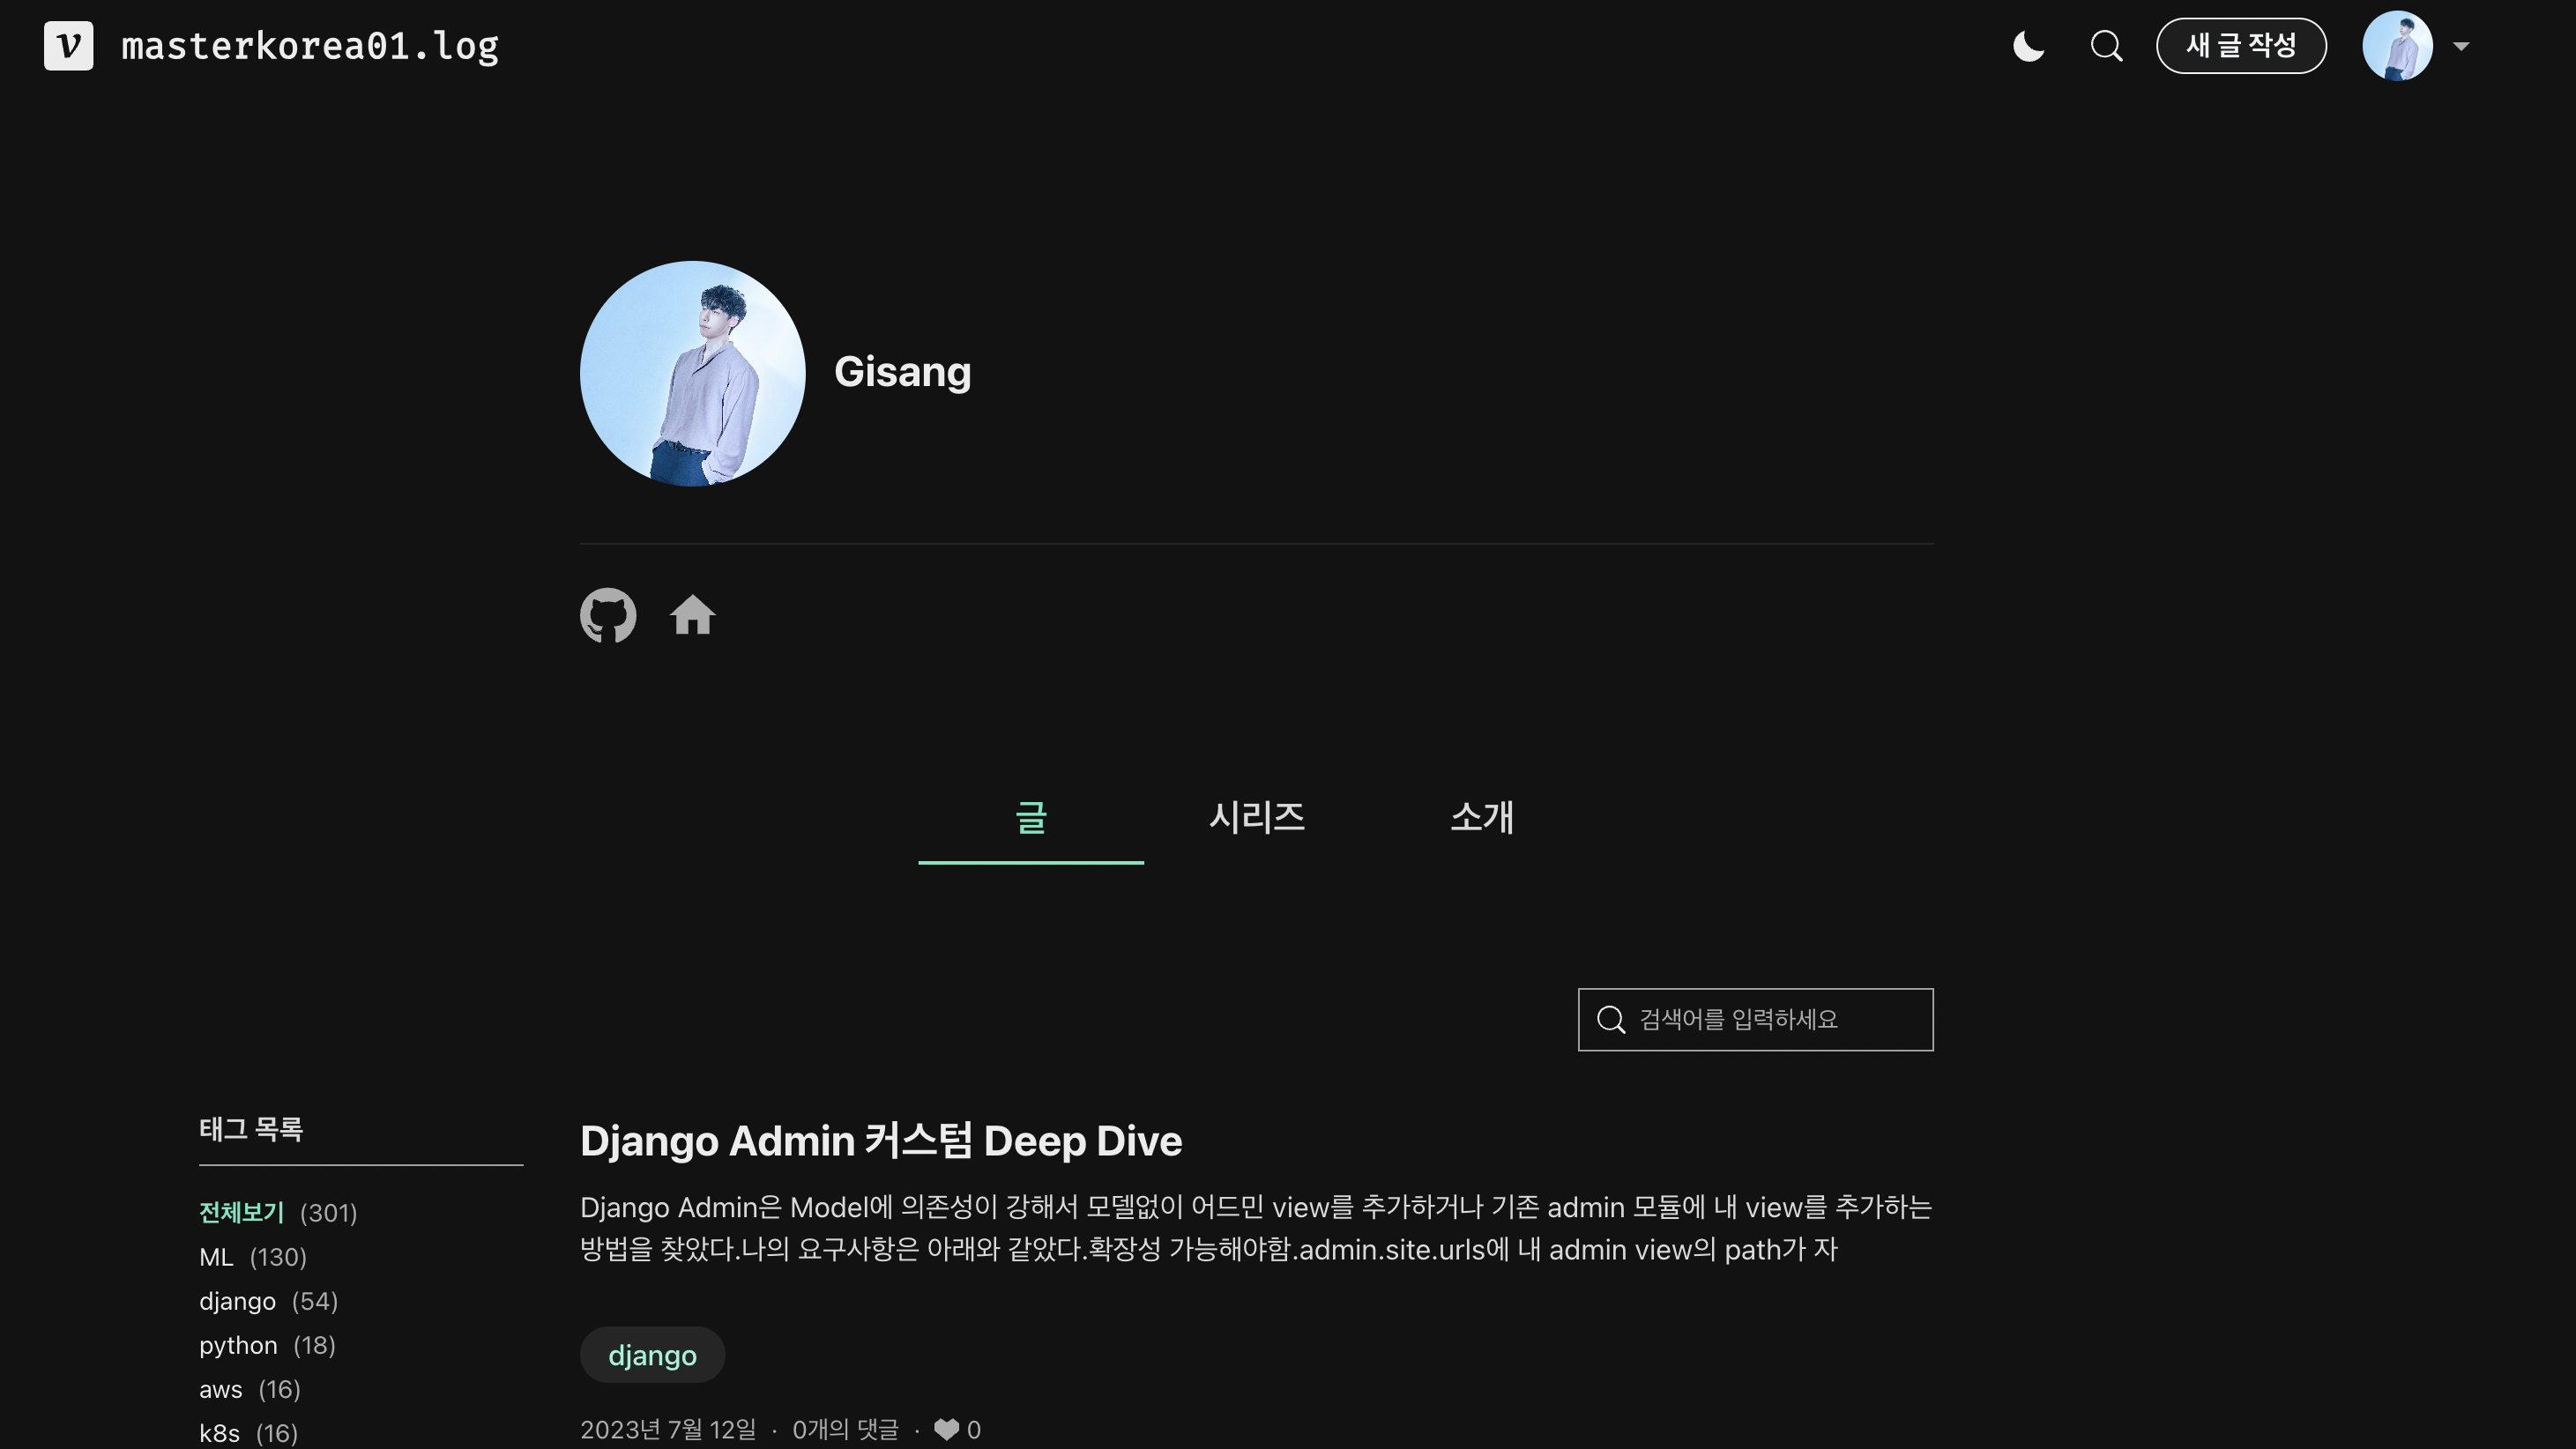 v masterkorea01.log
새 글 작성
Gisang
글 시리즈 소개
검색어를 입력하세요
태그 목록
전체보기 (301)
ML (130)
django (54)
python (18)
aws (16)
k8s (16)
Django Admin 커스텀 Deep Dive
Django Admin은 Model에 의존성이 강해서 모델없이 어드민 view를 추가하거나 기존 admin 모듈에 내 view를 추가하는
방법을 찾았다.나의 요구사항은 아래와 같았다.확장성 가능해야함.admin.site.urls에 내 admin view의 path가 자
django
2023년 7월 12일 · 0개의 댓글 · 0